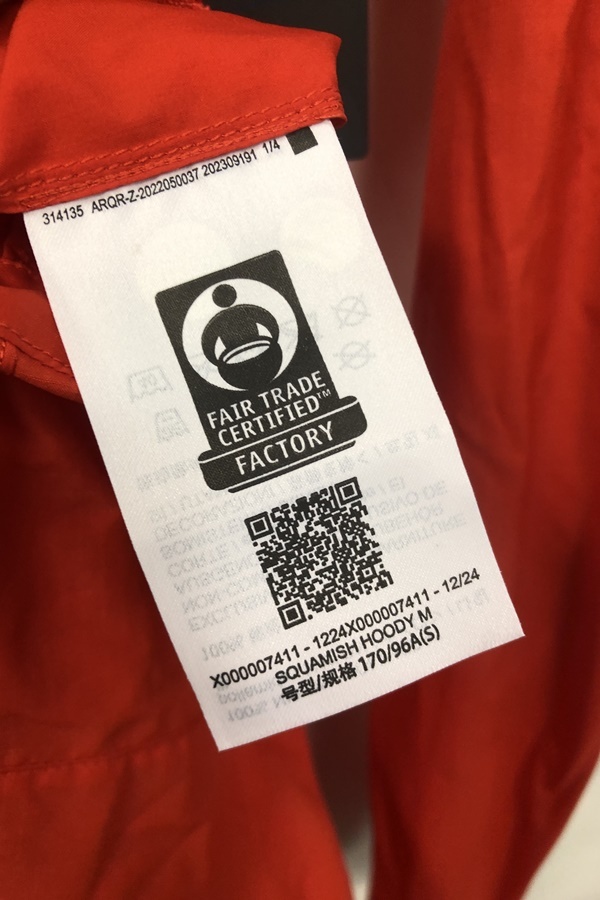 314135 ARQR-Z-2022050037 202309191 1/4
FAIR TRADE
CERTIFIED™
FACTORY
X000007411 - 1224X000007411 - 12/24
SQUAMISH HOODY M
号型/规格 170/96A(S)